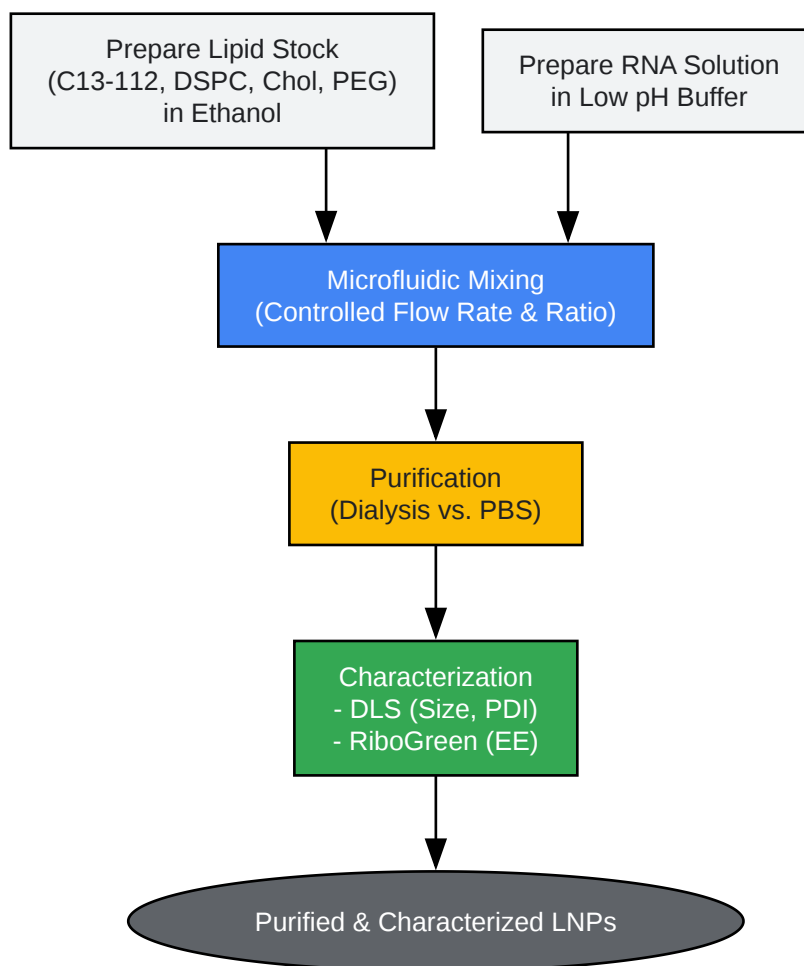 Prepare Lipid Stock
(C13-112, DSPC, Chol, PEG)
in Ethanol
Prepare RNA Solution
in Low pH Buffer
Microfluidic Mixing
(Controlled Flow Rate & Ratio)
Purification
(Dialysis vs. PBS)
Characterization
- DLS (Size, PDI)
- RiboGreen (EE)
Purified & Characterized LNPs